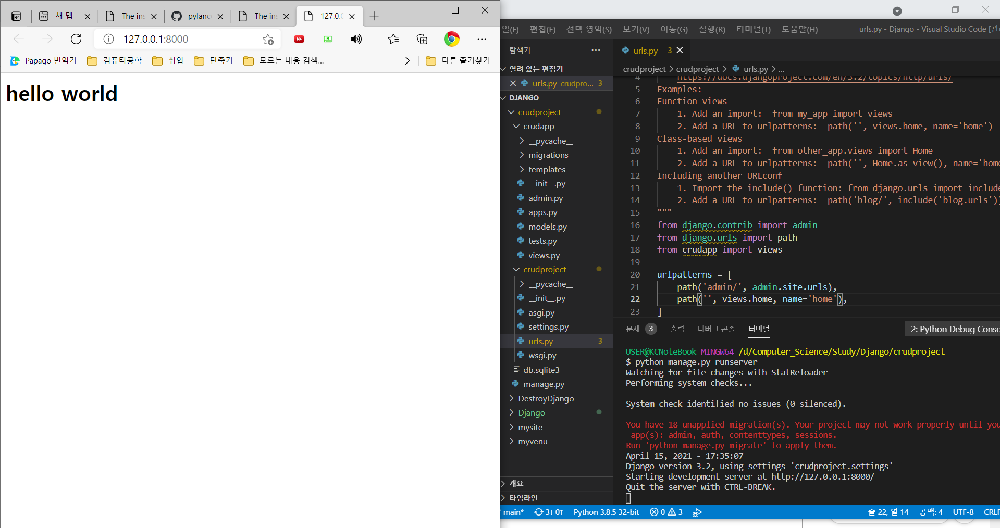 새 탭
The ins
pylanc
The ins
127.0.0
127.0.0.1:8000
Papago 번역기
컴퓨터공학
취업
단축키
모르는 내용 검색...
다른 즐겨찾기
hello world
일(F) 편집(E) 선택 영역(S) 보기(V) 이동(G) 실행(R) 터미널(T) 도움말(H)
urls.py - Django - Visual Studio Code [관
탐색기
열려 있는 편집기
urls.py crudpro... 3
DJANGO
crudproject
crudapp
__pycache__
migrations
templates
__init__.py
admin.py
apps.py
models.py
tests.py
views.py
crudproject
__pycache__
__init__.py
asgi.py
settings.py
urls.py 3
wsgi.py
db.sqlite3
manage.py
DestroyDjango
Django
mysite
myvenu
개요
타임라인
urls.py 3
crudproject > crudproject > urls.py > ...
4 https://docs.djangoproject.com/en/3.2/topics/http/urls/
5 Examples:
6 Function views
7 1. Add an import:  from my_app import views
8 2. Add a URL to urlpatterns:  path('', views.home, name='home')
9 Class-based views
10 1. Add an import:  from other_app.views import Home
11 2. Add a URL to urlpatterns:  path('', Home.as_view(), name='home
12 Including another URLconf
13 1. Import the include() function: from django.urls import include
14 2. Add a URL to urlpatterns:  path('blog/', include('blog.urls'))
15 """
16 from django.contrib import admin
17 from django.urls import path
18 from crudapp import views
19
20 urlpatterns = [
21 path('admin/', admin.site.urls),
22 path('', views.home, name='home'),
23 ]
문제 3 출력 디버그 콘솔 터미널
2: Python Debug Conso
USER@KCNoteBook MINGW64 /d/Computer_Science/Study/Django/crudproject
$ python manage.py runserver
Watching for file changes with StatReloader
Performing system checks...
System check identified no issues (0 silenced).
You have 18 unapplied migration(s). Your project may not work properly until you
app(s): admin, auth, contenttypes, sessions.
Run 'python manage.py migrate' to apply them.
April 15, 2021 - 17:35:07
Django version 3.2, using settings 'crudproject.settings'
Starting development server at http://127.0.0.1:8000/
Quit the server with CTRL-BREAK.
main* 3↓ 0↑ Python 3.8.5 32-bit 0 3 줄 22, 열 14 공백: 4 UTF-8 CRLF